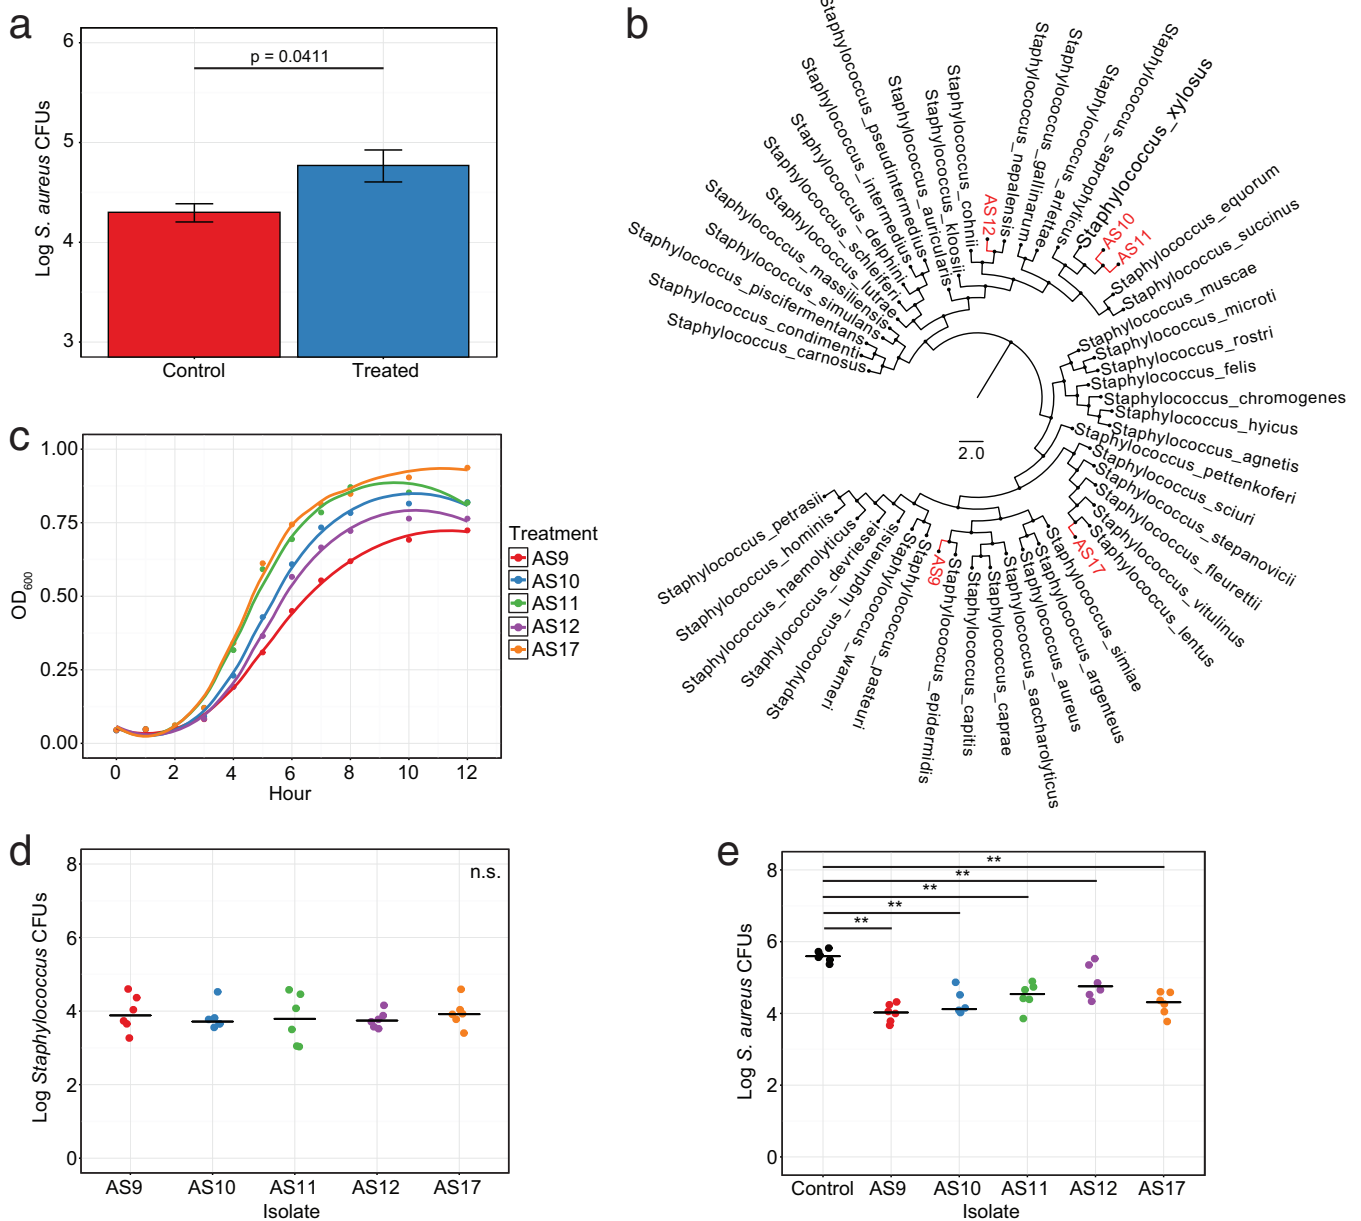 a
6
5
4
3
Log S. aureus CFUs
p = 0.0411
Control
Treated
b
Staphylococcus_carnosus
Staphylococcus_condimenti
Staphylococcus_piscifermentans
Staphylococcus_simulans
Staphylococcus_massiliensis
Staphylococcus_lutrae
Staphylococcus_schleiferi
Staphylococcus_delphini
Staphylococcus_intermedius
Staphylococcus_pseudintermedius
Staphylococcus_auricularis
Staphylococcus_kloosii
Staphylococcus_cohnii
AS12
Staphylococcus_nepalensis
Staphylococcus_gallinarum
Staphylococcus_arlettae
Staphylococcus_saprophyticus
Staphylococcus_xylosus
AS10
AS11
Staphylococcus_equorum
Staphylococcus_succinus
Staphylococcus_muscae
Staphylococcus_microti
Staphylococcus_rostri
Staphylococcus_felis
Staphylococcus_chromogenes
Staphylococcus_hyicus
Staphylococcus_agnetis
Staphylococcus_pettenkoferi
Staphylococcus_sciuri
Staphylococcus_stepanovicii
Staphylococcus_fleurettii
Staphylococcus_vitulinus
Staphylococcus_lentus
AS17
Staphylococcus_simiae
Staphylococcus_argenteus
Staphylococcus_aureus
Staphylococcus_saccharolyticus
Staphylococcus_caprae
Staphylococcus_capitis
Staphylococcus_epidermidis
AS9
Staphylococcus_pasteuri
Staphylococcus_warneri
Staphylococcus_lugdunensis
Staphylococcus_devriesei
Staphylococcus_haemolyticus
Staphylococcus_hominis
Staphylococcus_petrasii
2.0
c
1.00
0.75
0.50
0.25
0.00
OD600
0 2 4 6 8 10 12
Hour
Treatment
AS9
AS10
AS11
AS12
AS17
d
8
6
4
2
0
Log Staphylococcus CFUs
n.s.
AS9 AS10 AS11 AS12 AS17
Isolate
e
8
6
4
2
0
Log S. aureus CFUs
**
**
**
**
**
Control AS9 AS10 AS11 AS12 AS17
Isolate